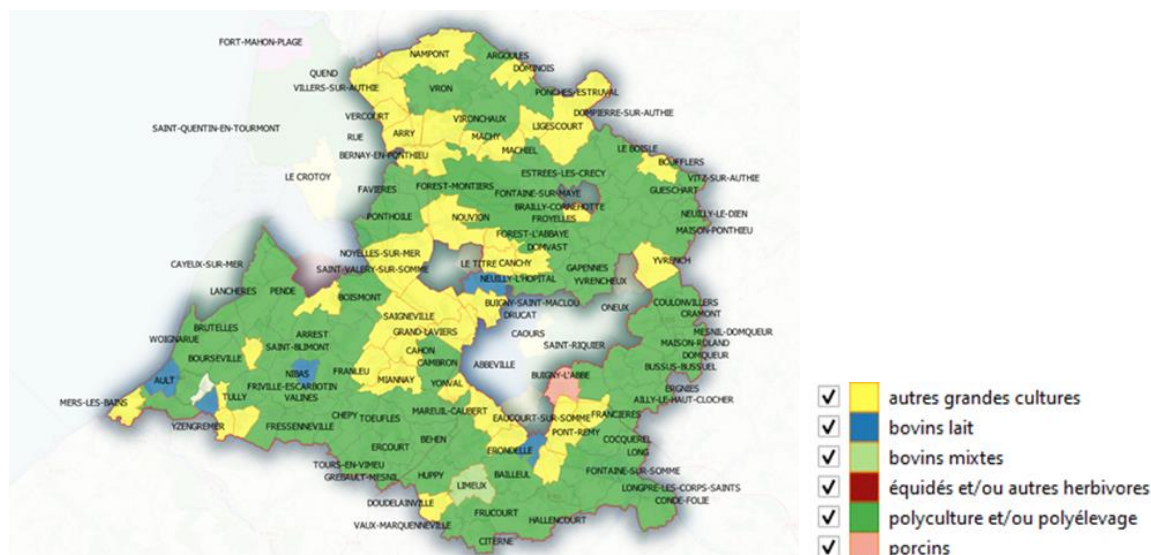 FORT-MAHON-PLAGE
NAMPONT
ARGOULES
DOMINOIS
QUEND
VILLERS-SUR-AUTHIE
VRON
PONCHES-ESTRUVAL
VERCOURT
DOMPIERRE-SUR-AUTHIE
SAINT-QUENTIN-EN-TOURMONT
VIRONCHAUX
LIGESCOURT
RUE
ARRY
MACHY
BERNAY-EN-PONTHIEU
MACHIEL
LE BOISLE
BOUFFLERS
LE CROTOY
ESTREES-LES-CRECY
VITZ-SUR-AUTHIE
FAVIERES
FOREST-MONTIERS
FONTAINE-SUR-MAYE
GUESCHART
BRAILLY-CORNEHOTTE
PONTHOILE
NOUVION
FROYELLES
NEUILLY-LE-DIEN
FOREST-L'ABBAYE
MAISON-PONTHIEU
DOMVAST
NOYELLES-SUR-MER
CAYEUX-SUR-MER
SAINT-VALERY-SUR-SOMME
LE TITRE
CANCHY
GAPENNES
YVRENCH
NEUILLY-L'HOPITAL
YVRENCHEUX
LANCHERES
PENDE
BOISMONT
BUIGNY-SAINT-MACLOU
ONEUX
COULONVILLERS
SAIGNEVILLE
DRUCAT
CRAMONT
BRUTELLES
ARREST
GRAND-LAVIERS
CAOURS
MESNIL-DOMQUEUR
WOIGNARUE
SAINT-BLIMONT
SAINT-RIQUIER
MAISON-ROLAND
BOURSEVILLE
CAHON
DOMQUEUR
CAMBRON
ABBEVILLE
BUSSUS-BUSSUEL
AULT
NIBAS
FRANLEU
MIANNAY
BUIGNY-L'ABBE
FRIVILLE-ESCARBOTIN
YONVAL
ERGNIES
MERS-LES-BAINS
TULLY
VALINES
AILLY-LE-HAUT-CLOCHER
CHEPY
TOEUFLES
MAREUIL-CAUBERT
EAUCOURT-SUR-SOMME
FRANCIERES
YZENGREMER
FRESSENNEVILLE
PONT-REMY
BEHEN
COCQUEREL
ERCOURT
ERONDELLE
LONG
TOURS-EN-VIMEU
HUPPY
BAILLEUL
FONTAINE-SUR-SOMME
GREBAULT-MESNIL
LIMEUX
LONGPRE-LES-CORPS-SAINTS
DOUDELAINVILLE
FRUCOURT
CONDE-FOLIE
VAUX-MARQUENNEVILLE
HALLENCOURT
CITERNE
autres grandes cultures
bovins lait
bovins mixtes
équidés et/ou autres herbivores
polyculture et/ou polyélevage
porcins